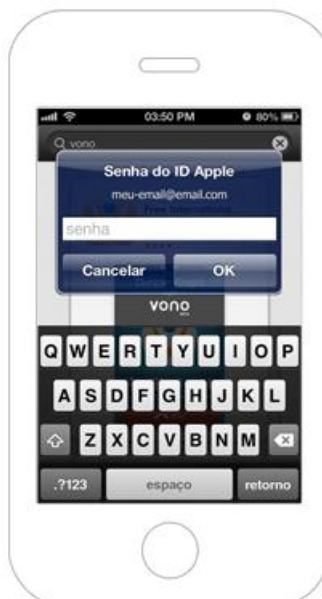 03:50 PM 80%
vono
Senha do ID Apple
meu-email@email.com
senha
Cancelar OK
vono
Q W E R T Y U I O P
A S D F G H J K L
Z X C V B N M
.?123 espaço retorno